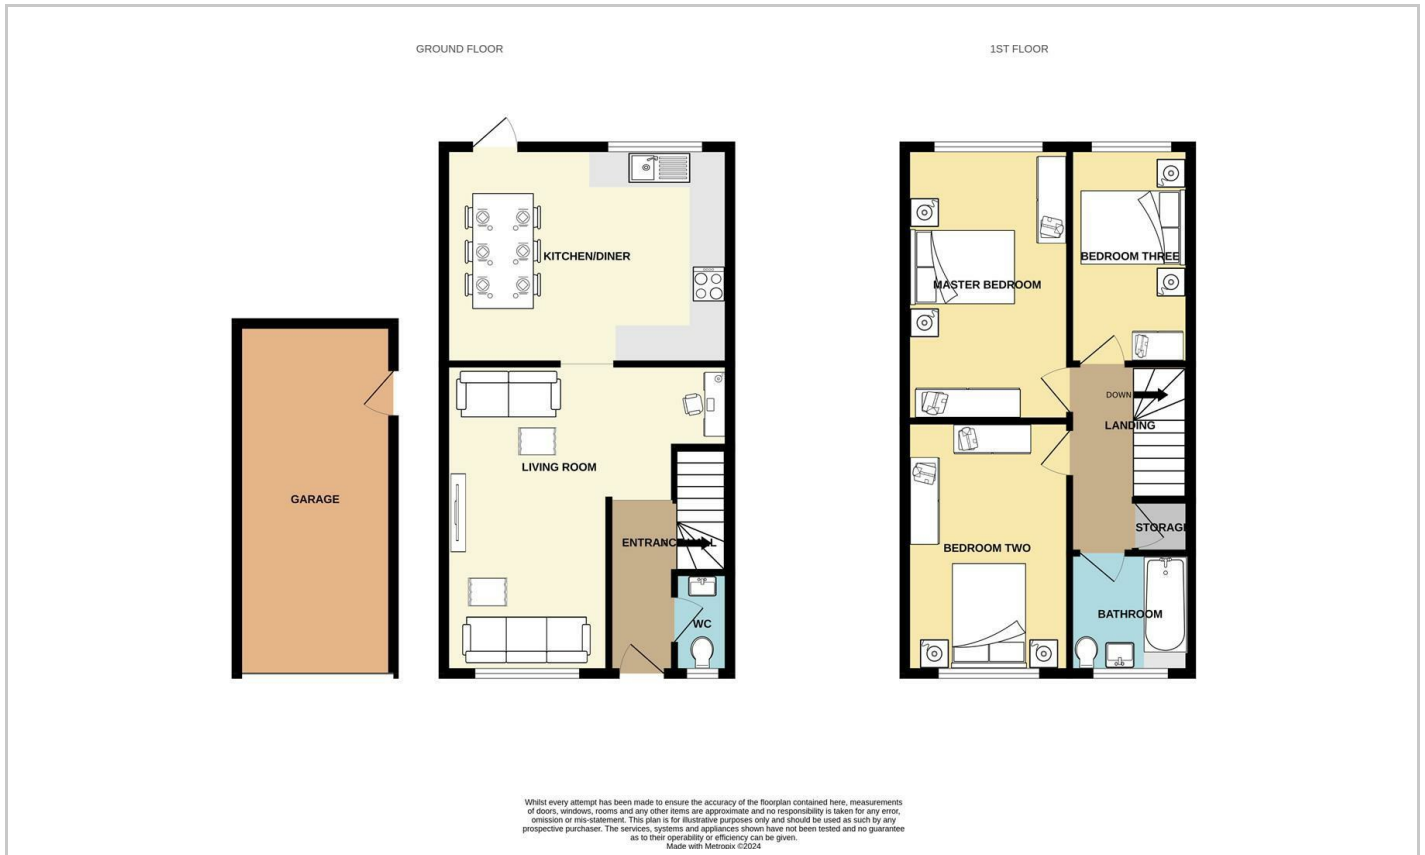 GROUND FLOOR
1ST FLOOR
KITCHEN/DINER
BEDROOM THREE
MASTER BEDROOM
DOWN
LANDING
LIVING ROOM
GARAGE
STORAGE
ENTRANCE HALL
BEDROOM TWO
BATHROOM
WC
Whilst every attempt has been made to ensure the accuracy of the floorplan contained here, measurements
of doors, windows, rooms and any other items are approximate and no responsibility is taken for any error,
omission or mis-statement. This plan is for illustrative purposes only and should be used as such by any
prospective purchaser. The services, systems and appliances shown have not been tested and no guarantee
as to their operability or efficiency can be given.
Made with Metropix ©2024